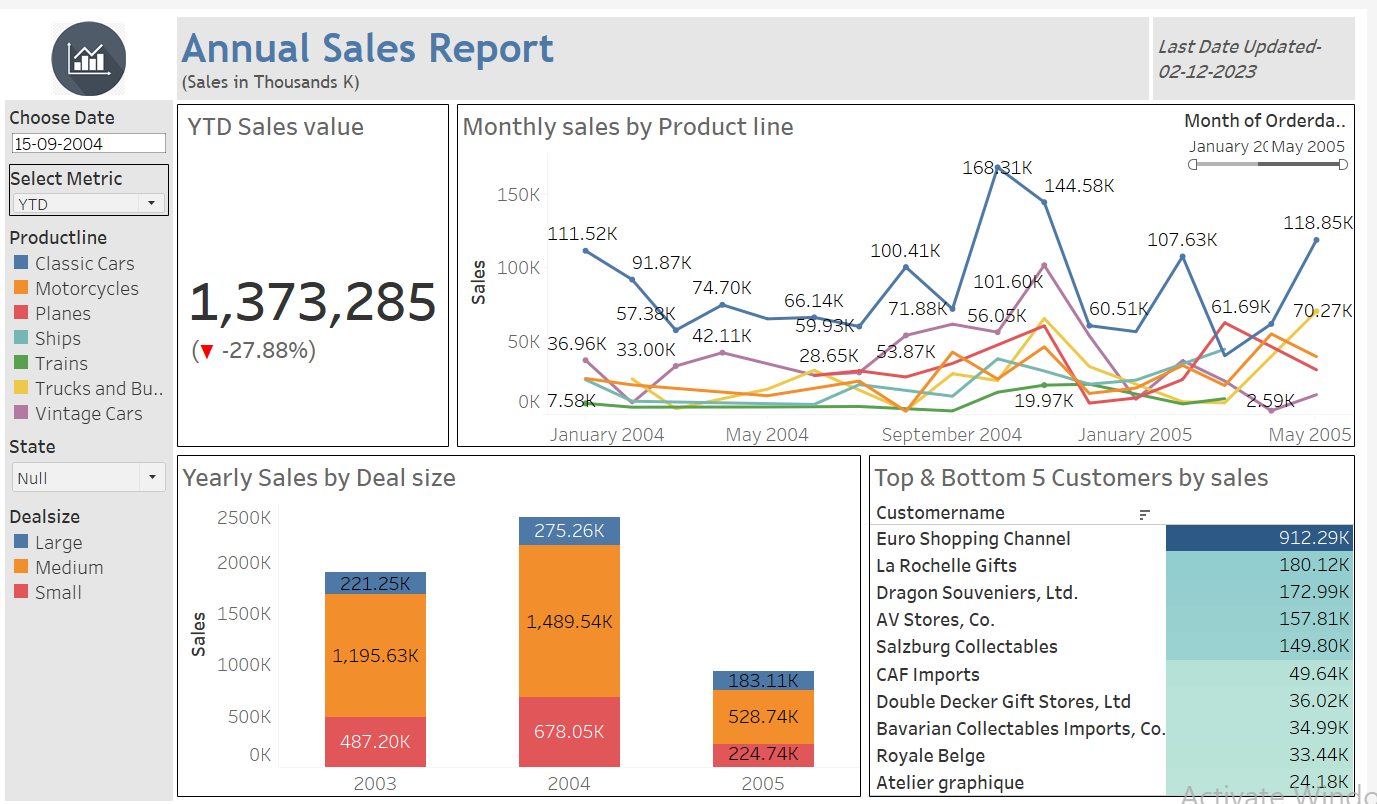 Annual Sales Report
(Sales in Thousands K)
Last Date Updated-
02-12-2023
Choose Date
15-09-2004
Select Metric
YTD
Productline
Classic Cars
Motorcycles
Planes
Ships
Trains
Trucks and Bu..
Vintage Cars
State
Null
Dealsize
Large
Medium
Small
YTD Sales value
1,373,285
(▼ -27.88%)
Monthly sales by Product line
Month of Orderda..
January 20
May 2005
Sales
150K
100K
50K
0K
111.52K
91.87K
57.38K
74.70K
66.14K
59.93K
100.41K
168.31K
144.58K
60.51K
107.63K
61.69K
118.85K
70.27K
36.96K
33.00K
42.11K
28.65K
53.87K
71.88K
56.05K
101.60K
7.58K
19.97K
2.59K
January 2004
May 2004
September 2004
January 2005
May 2005
Yearly Sales by Deal size
Sales
2500K
2000K
1500K
1000K
500K
0K
221.25K
1,195.63K
487.20K
275.26K
1,489.54K
678.05K
183.11K
528.74K
224.74K
2003
2004
2005
Top & Bottom 5 Customers by sales
Customername
Euro Shopping Channel 912.29K
La Rochelle Gifts 180.12K
Dragon Souveniers, Ltd. 172.99K
AV Stores, Co. 157.81K
Salzburg Collectables 149.80K
CAF Imports 49.64K
Double Decker Gift Stores, Ltd 36.02K
Bavarian Collectables Imports, Co. 34.99K
Royale Belge 33.44K
Atelier graphique 24.18K
Activate Windo